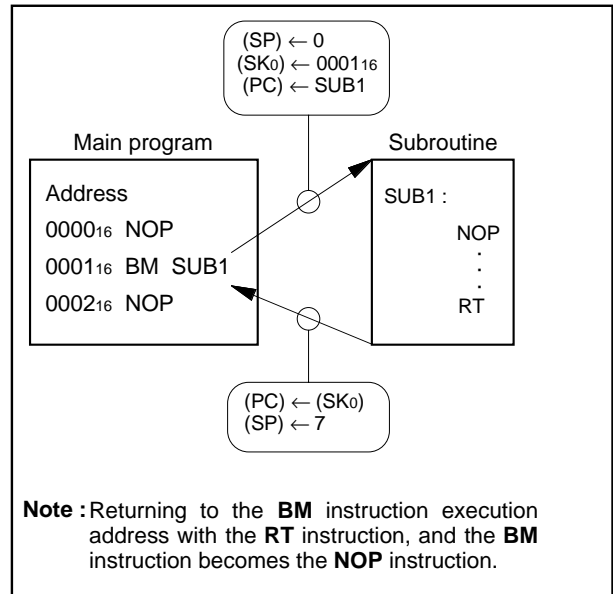 (SP) ← 0
(SK0) ← 000116
(PC) ← SUB1
Main program
Subroutine
Address
000016 NOP
000116 BM SUB1
000216 NOP
SUB1 :
NOP
·
·
·
RT
(PC) ← (SK0)
(SP) ← 7
Note : Returning to the BM instruction execution
address with the RT instruction, and the BM
instruction becomes the NOP instruction.